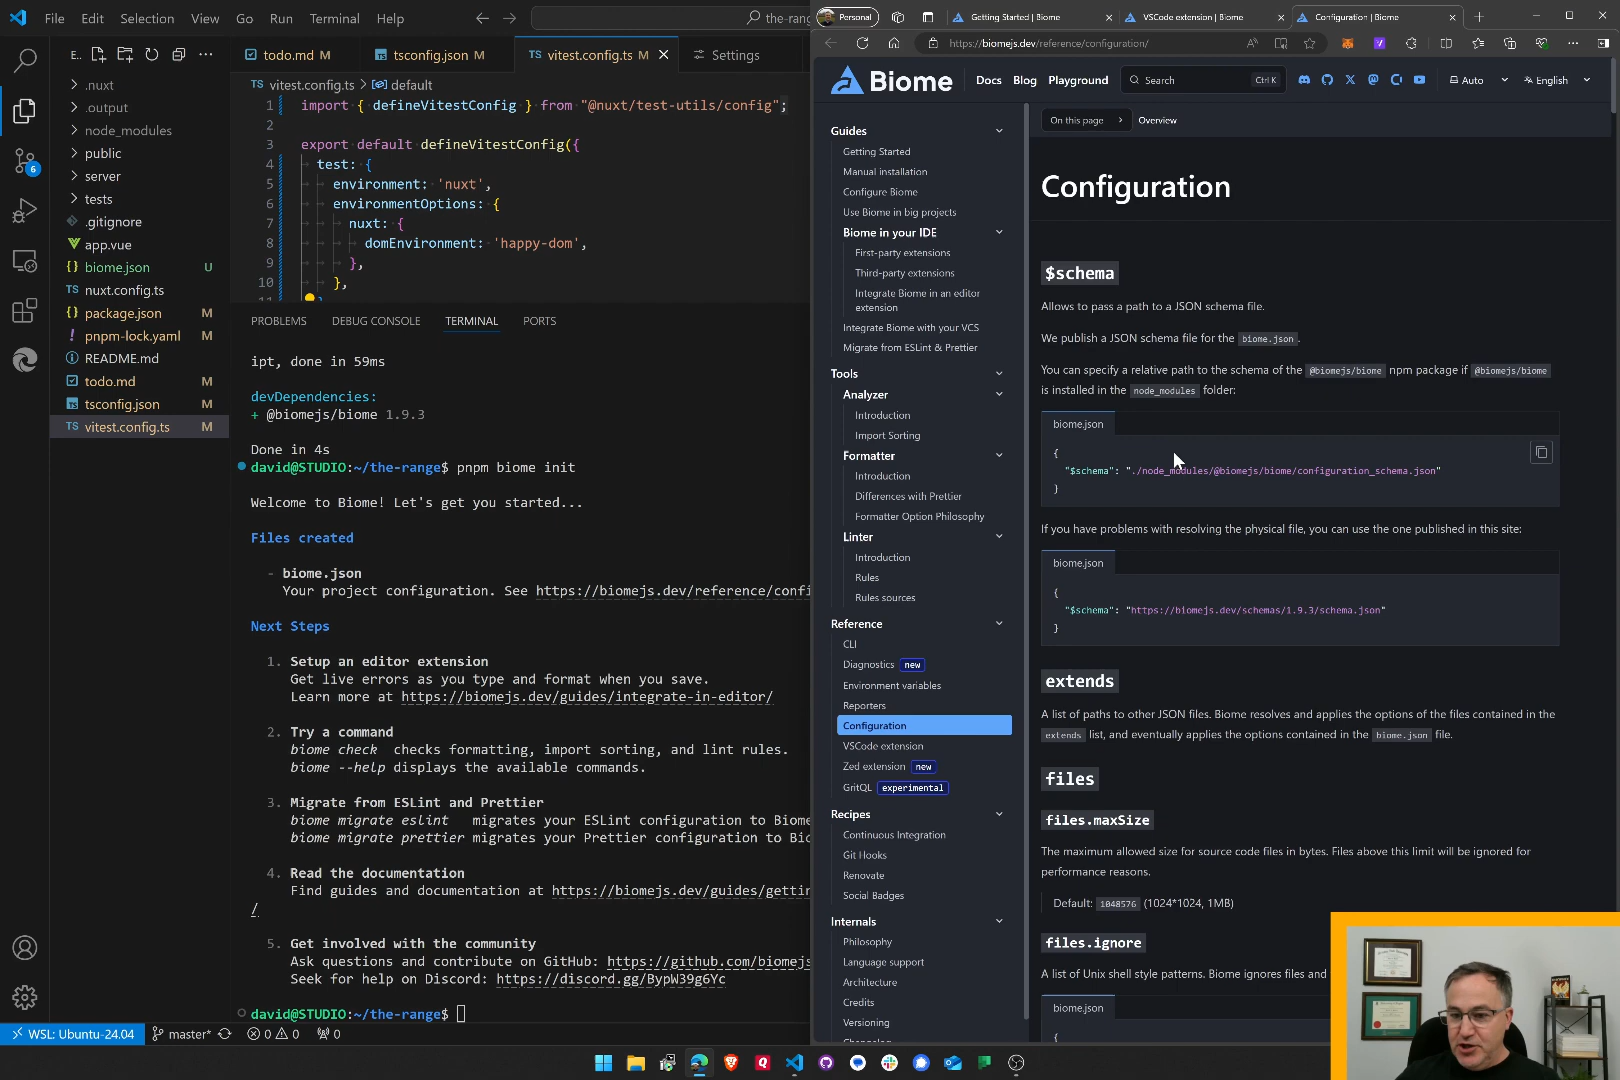 File Edit Selection View Go Run Terminal Help
the-range
E..
.nuxt
.output
node_modules
public
server
tests
.gitignore
app.vue
biome.json U
nuxt.config.ts
package.json M
pnpm-lock.yaml M
README.md
todo.md M
TS tsconfig.json M
TS vitest.config.ts M
6
todo.md M
TS tsconfig.json M
TS vitest.config.ts M
Settings
TS vitest.config.ts > default
1 import { defineVitestConfig } from "@nuxt/test-utils/config";
2
3 export default defineVitestConfig({
4 test: {
5 environment: 'nuxt',
6 environmentOptions: {
7 nuxt: {
8 domEnvironment: 'happy-dom',
9 },
10 },
11
PROBLEMS DEBUG CONSOLE TERMINAL PORTS
ipt, done in 59ms
devDependencies:
+ @biomejs/biome 1.9.3
Done in 4s
david@STUDIO:~/the-range$ pnpm biome init
Welcome to Biome! Let's get you started...
Files created
- biome.json
Your project configuration. See https://biomejs.dev/reference/confi
Next Steps
1. Setup an editor extension
Get live errors as you type and format when you save.
Learn more at https://biomejs.dev/guides/integrate-in-editor/
2. Try a command
biome check checks formatting, import sorting, and lint rules.
biome --help displays the available commands.
3. Migrate from ESLint and Prettier
biome migrate eslint migrates your ESLint configuration to Biome
biome migrate prettier migrates your Prettier configuration to Bio
4. Read the documentation
Find guides and documentation at https://biomejs.dev/guides/gettin
/
5. Get involved with the community
Ask questions and contribute on GitHub: https://github.com/biomejs
Seek for help on Discord: https://discord.gg/BypW39g6Yc
david@STUDIO:~/the-range$
WSL: Ubuntu-24.04 master* 0 0 0
Personal
Getting Started | Biome
VSCode extension | Biome
Configuration | Biome
https://biomejs.dev/reference/configuration/
Biome
Docs Blog Playground
Search Ctrl K
Auto
English
Guides
Getting Started
Manual installation
Configure Biome
Use Biome in big projects
Biome in your IDE
First-party extensions
Third-party extensions
Integrate Biome in an editor
extension
Integrate Biome with your VCS
Migrate from ESLint & Prettier
Tools
Analyzer
Introduction
Import Sorting
Formatter
Introduction
Differences with Prettier
Formatter Option Philosophy
Linter
Introduction
Rules
Rules sources
Reference
CLI
Diagnostics new
Environment variables
Reporters
Configuration
VSCode extension
Zed extension new
GritQL experimental
Recipes
Continuous Integration
Git Hooks
Renovate
Social Badges
Internals
Philosophy
Language support
Architecture
Credits
Versioning
On this page > Overview
Configuration
$schema
Allows to pass a path to a JSON schema file.
We publish a JSON schema file for the biome.json.
You can specify a relative path to the schema of the @biomejs/biome npm package if @biomejs/biome
is installed in the node_modules folder:
biome.json
{
"$schema": "./node_modules/@biomejs/biome/configuration_schema.json"
}
If you have problems with resolving the physical file, you can use the one published in this site:
biome.json
{
"$schema": "https://biomejs.dev/schemas/1.9.3/schema.json"
}
extends
A list of paths to other JSON files. Biome resolves and applies the options of the files contained in the
extends list, and eventually applies the options contained in the biome.json file.
files
files.maxSize
The maximum allowed size for source code files in bytes. Files above this limit will be ignored for
performance reasons.
Default: 1048576 (1024*1024, 1MB)
files.ignore
A list of Unix shell style patterns. Biome ignores files and
biome.json
{